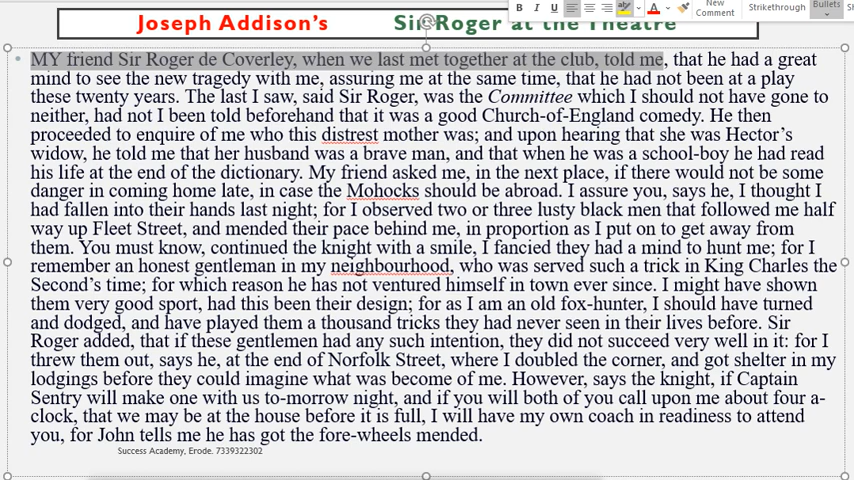 B I U
New
Comment
Strikethrough
Bullets
Joseph Addison's Sir Roger at the Theatre
• MY friend Sir Roger de Coverley, when we last met together at the club, told me, that he had a great
mind to see the new tragedy with me, assuring me at the same time, that he had not been at a play
these twenty years. The last I saw, said Sir Roger, was the Committee which I should not have gone to
neither, had not I been told beforehand that it was a good Church-of-England comedy. He then
proceeded to enquire of me who this distrest mother was; and upon hearing that she was Hector's
widow, he told me that her husband was a brave man, and that when he was a school-boy he had read
his life at the end of the dictionary. My friend asked me, in the next place, if there would not be some
danger in coming home late, in case the Mohocks should be abroad. I assure you, says he, I thought I
had fallen into their hands last night; for I observed two or three lusty black men that followed me half
way up Fleet Street, and mended their pace behind me, in proportion as I put on to get away from
them. You must know, continued the knight with a smile, I fancied they had a mind to hunt me; for I
remember an honest gentleman in my neighbourhood, who was served such a trick in King Charles the
Second's time; for which reason he has not ventured himself in town ever since. I might have shown
them very good sport, had this been their design; for as I am an old fox-hunter, I should have turned
and dodged, and have played them a thousand tricks they had never seen in their lives before. Sir
Roger added, that if these gentlemen had any such intention, they did not succeed very well in it: for I
threw them out, says he, at the end of Norfolk Street, where I doubled the corner, and got shelter in my
lodgings before they could imagine what was become of me. However, says the knight, if Captain
Sentry will make one with us to-morrow night, and if you will both of you call upon me about four a-
clock, that we may be at the house before it is full, I will have my own coach in readiness to attend
you, for John tells me he has got the fore-wheels mended.
Success Academy, Erode. 7339322302